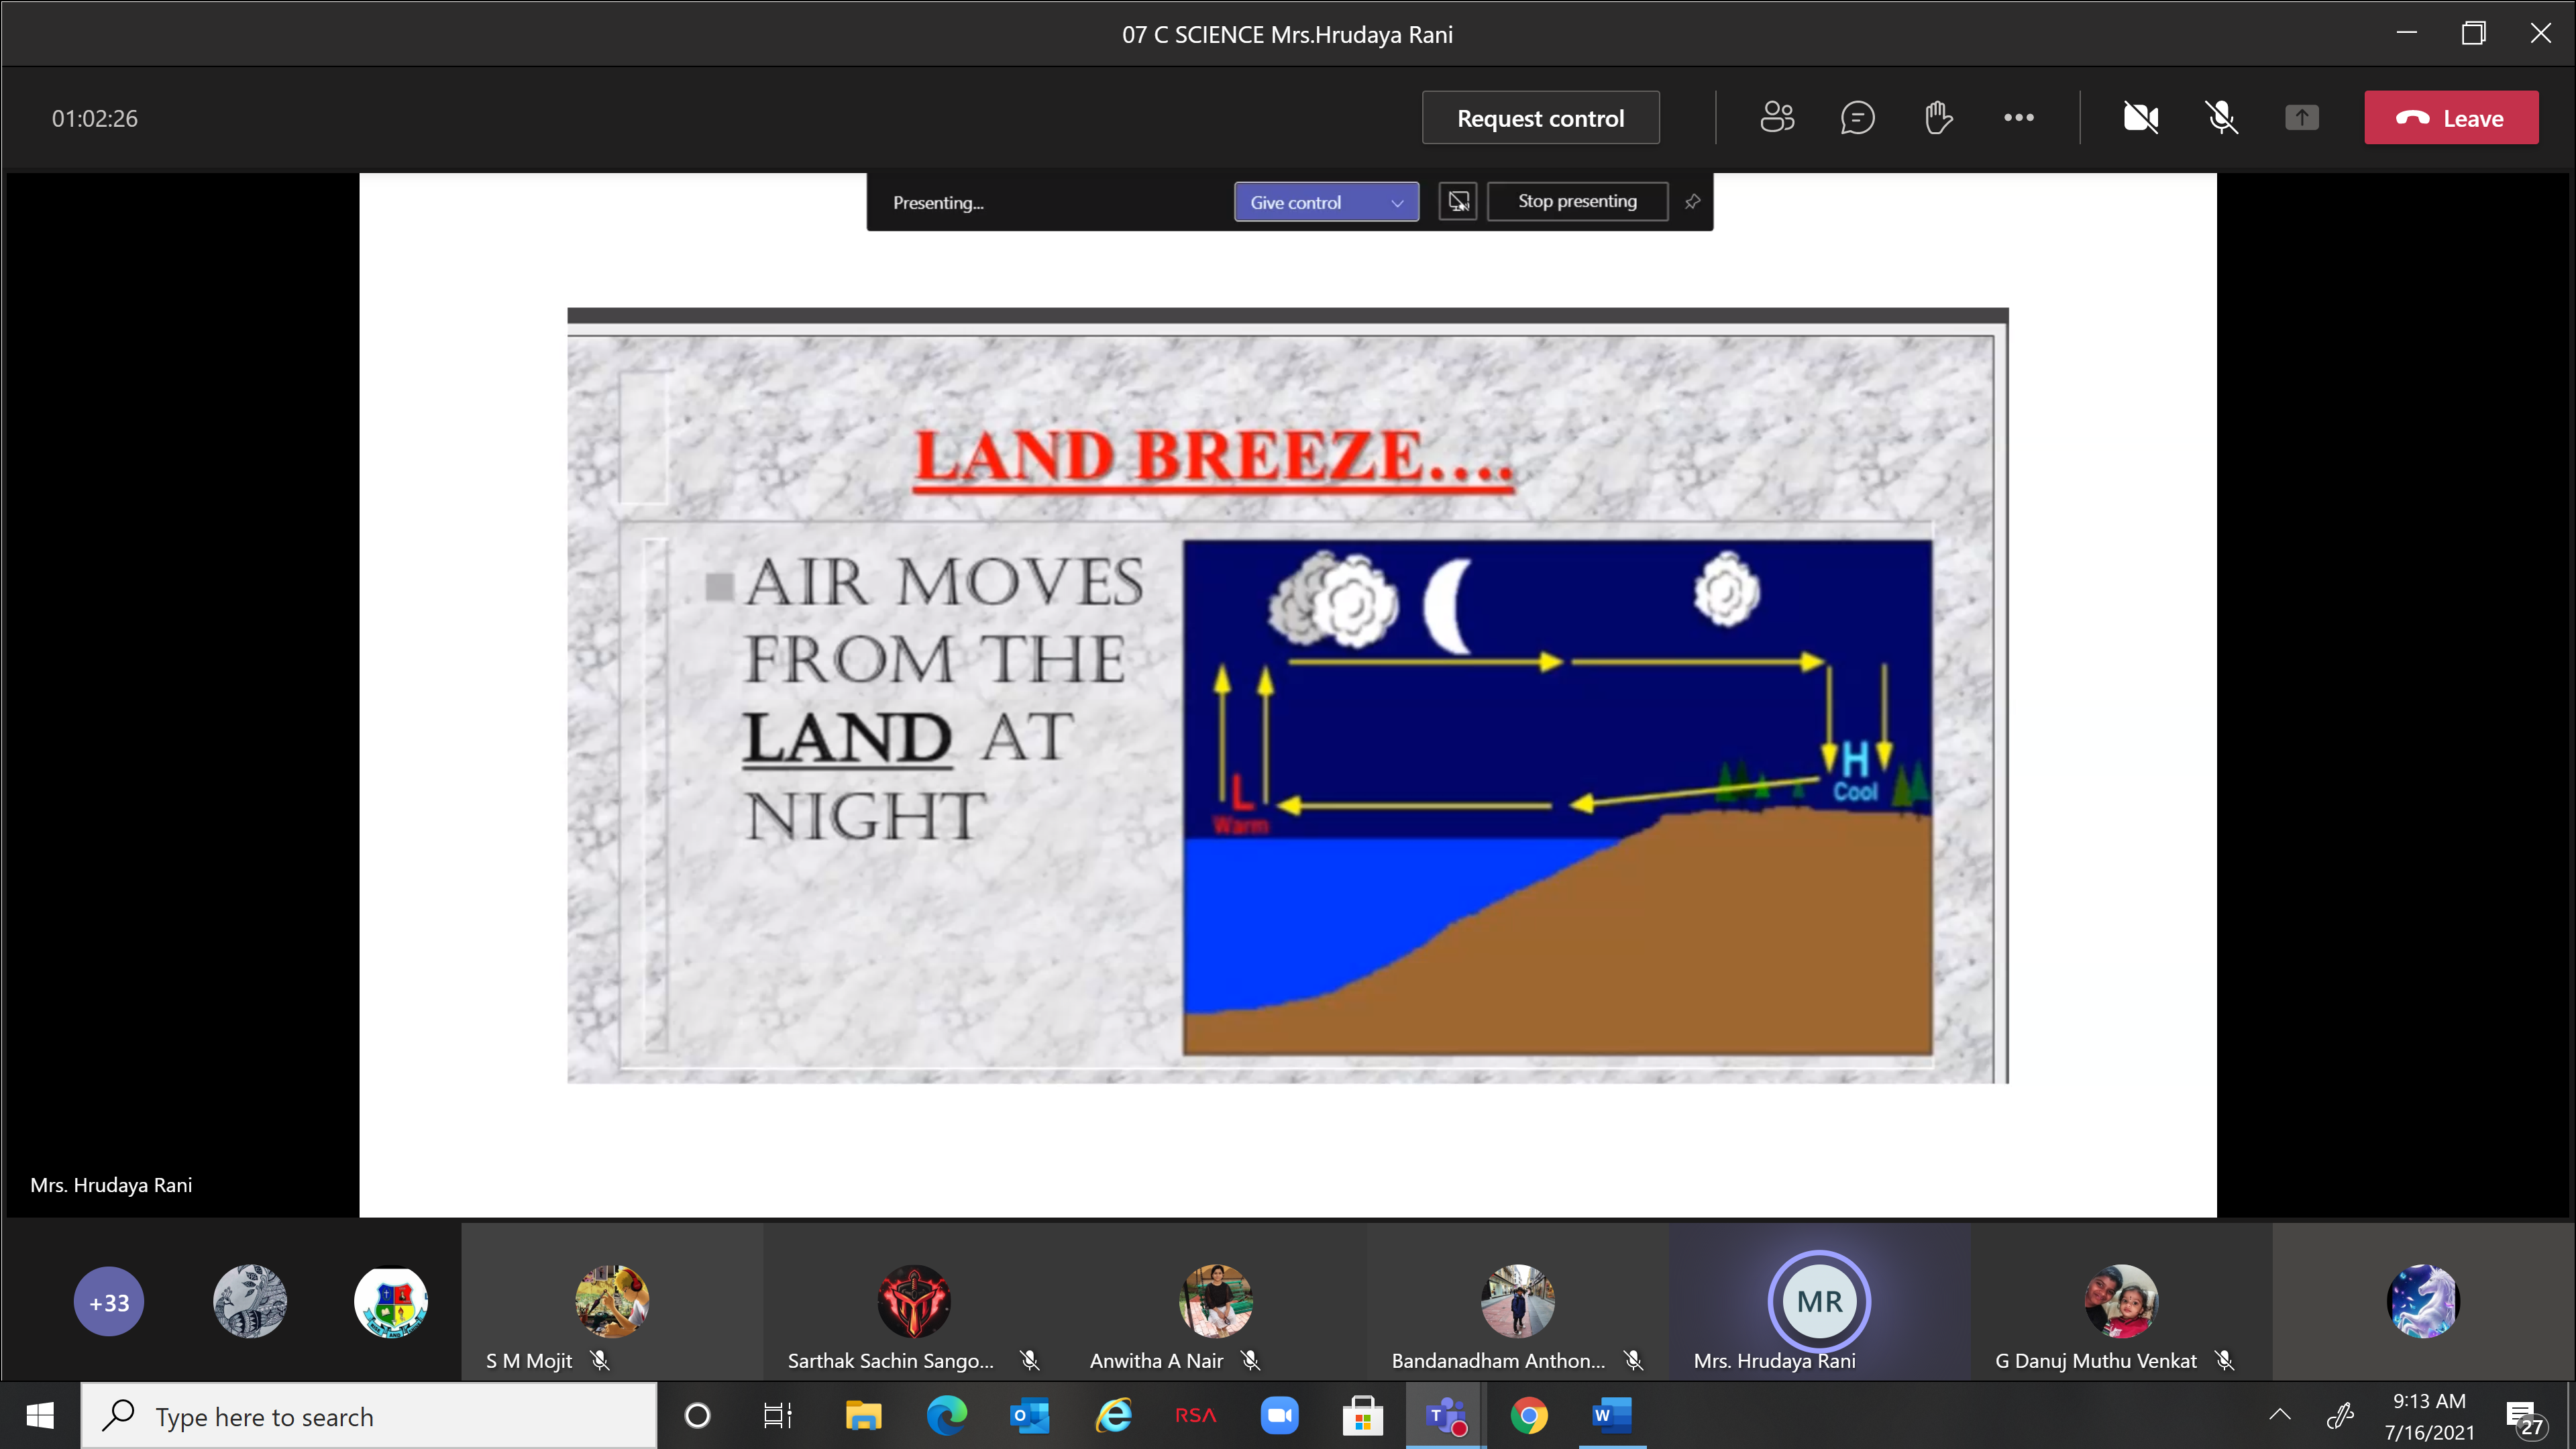 07 C SCIENCE Mrs.Hrudaya Rani
01:02:26
Request control
Leave
Presenting...
Give control
Stop presenting
LAND BREEZE....
AIR MOVES
FROM THE
LAND AT
NIGHT
L
Warm
H
Cool
Mrs. Hrudaya Rani
+33
S M Mojit
Sarthak Sachin Sango...
Anwitha A Nair
Bandanadham Anthon...
MR
Mrs. Hrudaya Rani
G Danuj Muthu Venkat
Type here to search
RSA
9:13 AM
7/16/2021
27